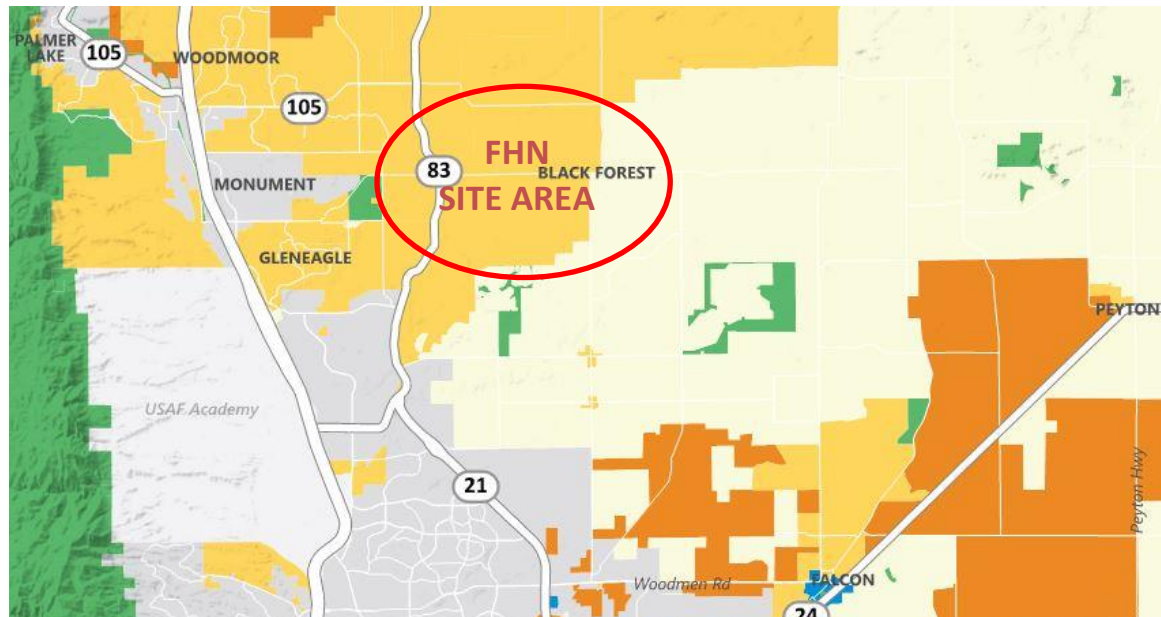 PALMER
LAKE
105
WOODMOOR
105
83
FHN
SITE AREA
BLACK FOREST
MONUMENT
GLENEAGLE
PEYTON
USAF Academy
21
Peyton Hwy
Woodmen Rd
FALCON
24